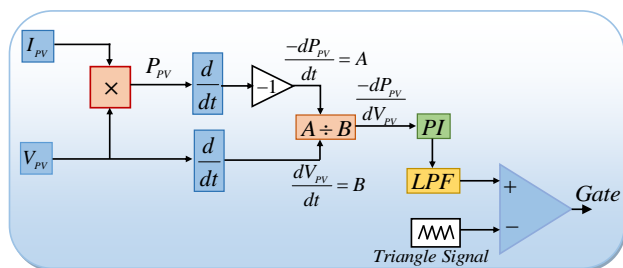 I_PV
×
P_PV
d/dt
-1
-dP_PV/dt = A
A ÷ B
-dP_PV/dV_PV
PI
V_PV
d/dt
dV_PV/dt = B
LPF
+
Gate
−
Triangle Signal